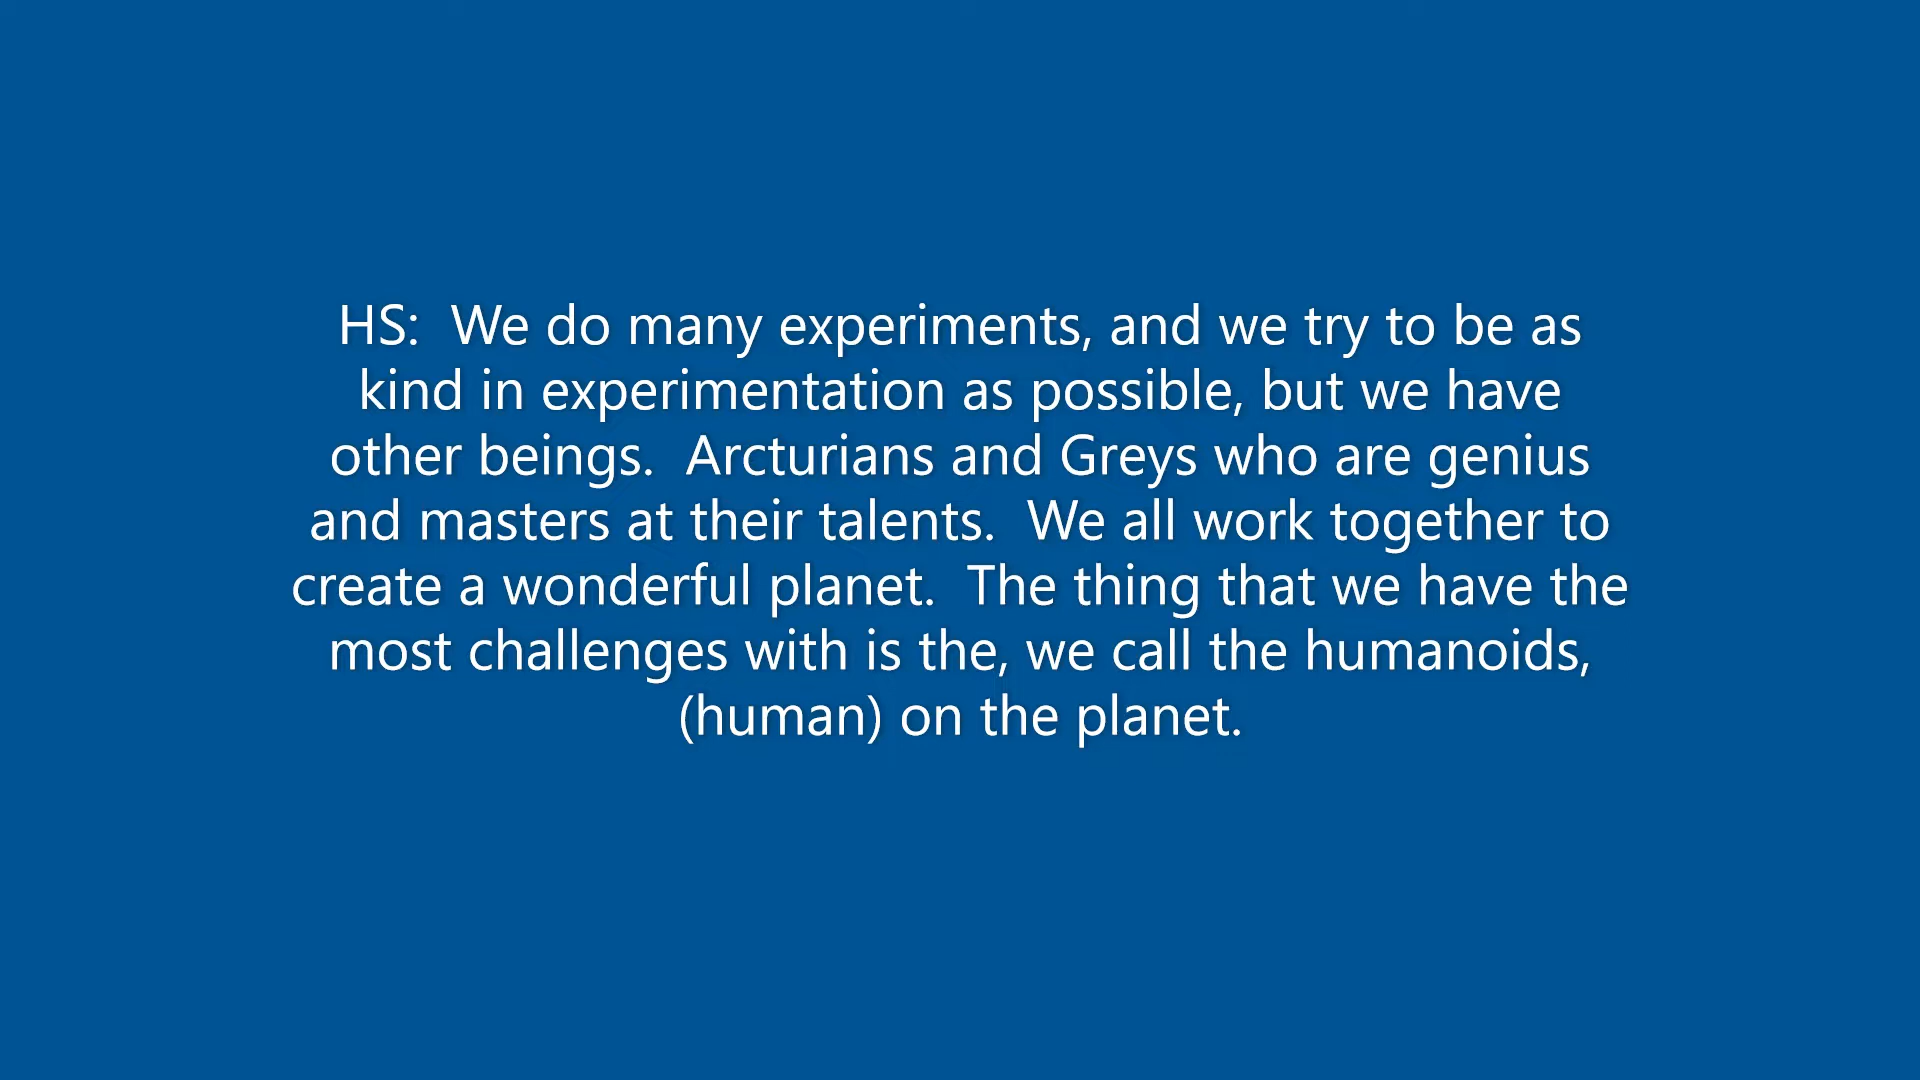 HS:  We do many experiments, and we try to be as
kind in experimentation as possible, but we have
other beings.  Arcturians and Greys who are genius
and masters at their talents.  We all work together to
create a wonderful planet.  The thing that we have the
most challenges with is the, we call the humanoids,
(human) on the planet.